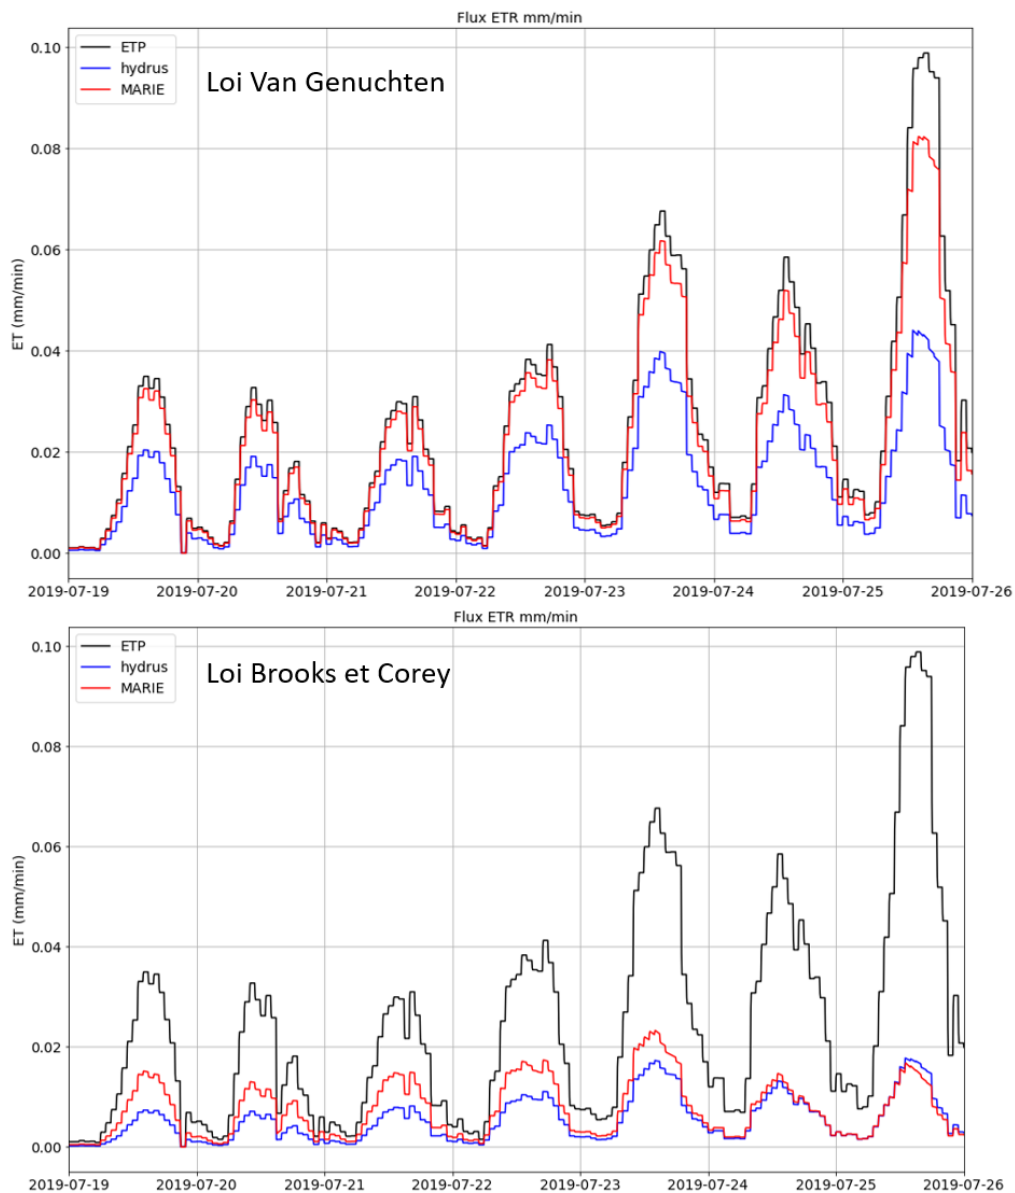 Flux ETR mm/min
ETP
hydrus
MARIE
Loi Van Genuchten
0.10
0.08
0.06
0.04
0.02
0.00
ET (mm/min)
2019-07-19 2019-07-20 2019-07-21 2019-07-22 2019-07-23 2019-07-24 2019-07-25 2019-07-26
Flux ETR mm/min
ETP
hydrus
MARIE
Loi Brooks et Corey
0.10
0.08
0.06
0.04
0.02
0.00
ET (mm/min)
2019-07-19 2019-07-20 2019-07-21 2019-07-22 2019-07-23 2019-07-24 2019-07-25 2019-07-26